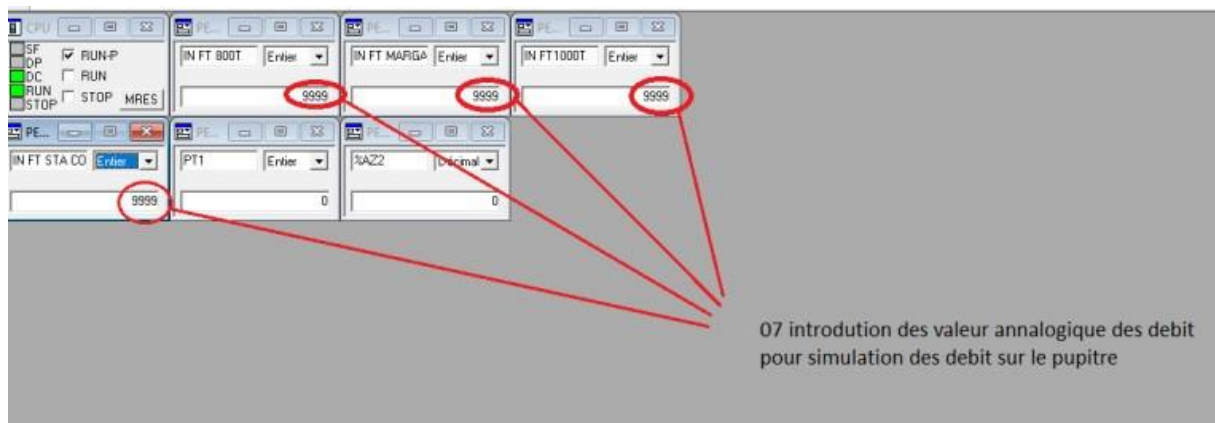 CPU PE... PE... PE...
SF
DP
DC
RUN
STOP
RUN-P
RUN
STOP MRES
IN FT 800T Entier
9999
IN FT MARGA Entier
9999
IN FT1000T Entier
9999
PE... PE... PE...
IN FT STA CO Entier
9999
PT1 Entier
0
%AZ2 Décimal
0
07 introdution des valeur annalogique des debit
pour simulation des debit sur le pupitre